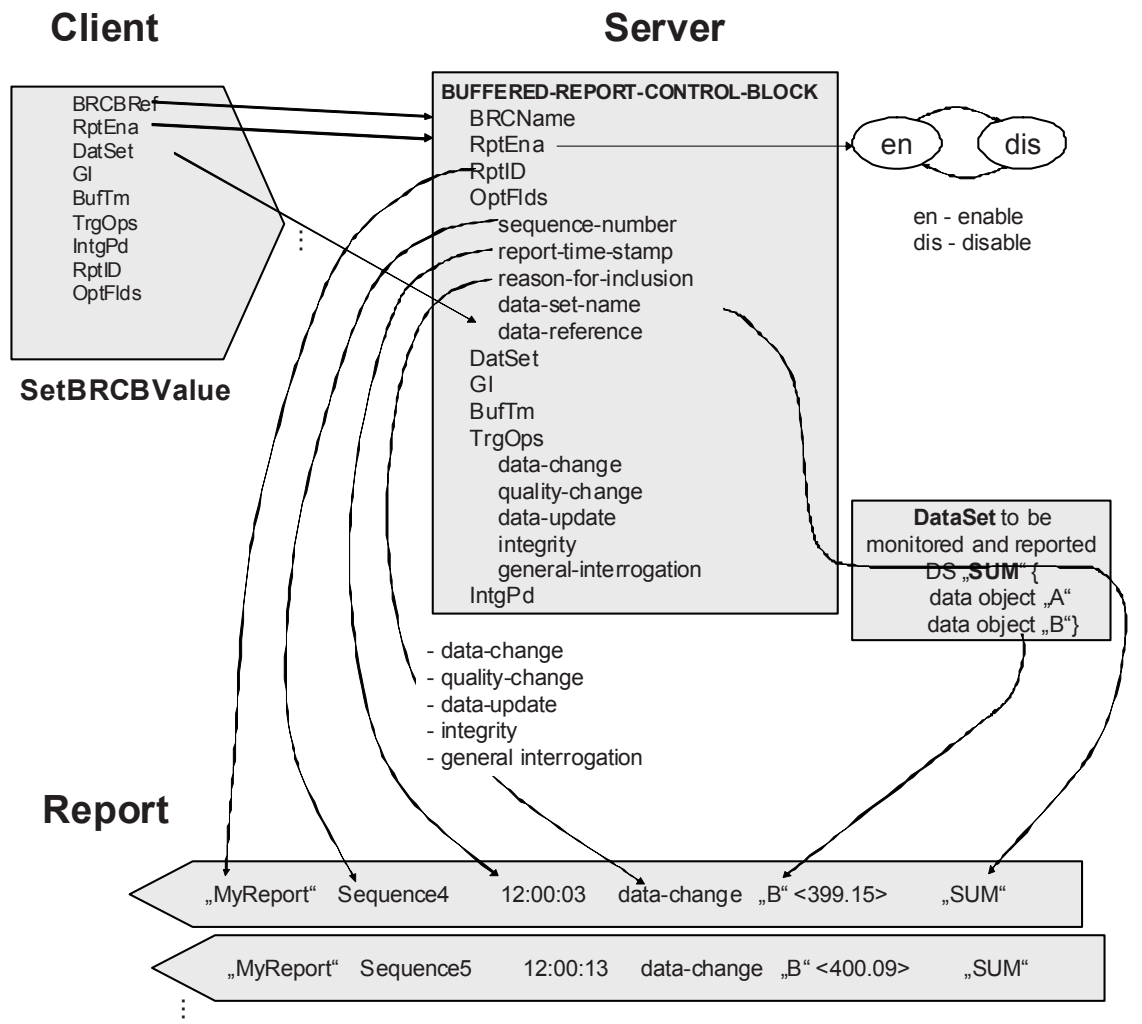 Client
Server
BRCBRef
RptEna
DatSet
GI
BufTm
TrgOps
IntgPd
RptID
OptFlds
⋮
SetBRCBValue
BUFFERED-REPORT-CONTROL-BLOCK
BRCName
RptEna
RptID
OptFlds
sequence-number
report-time-stamp
reason-for-inclusion
data-set-name
data-reference
DatSet
GI
BufTm
TrgOps
data-change
quality-change
data-update
integrity
general-interrogation
IntgPd
en
dis
en - enable
dis - disable
DataSet to be
monitored and reported
DS „SUM“ {
data object „A“
data object „B“}
- data-change
- quality-change
- data-update
- integrity
- general interrogation
Report
„MyReport“ Sequence4 12:00:03 data-change „B“ <399.15> „SUM“
„MyReport“ Sequence5 12:00:13 data-change „B“ <400.09> „SUM“
⋮